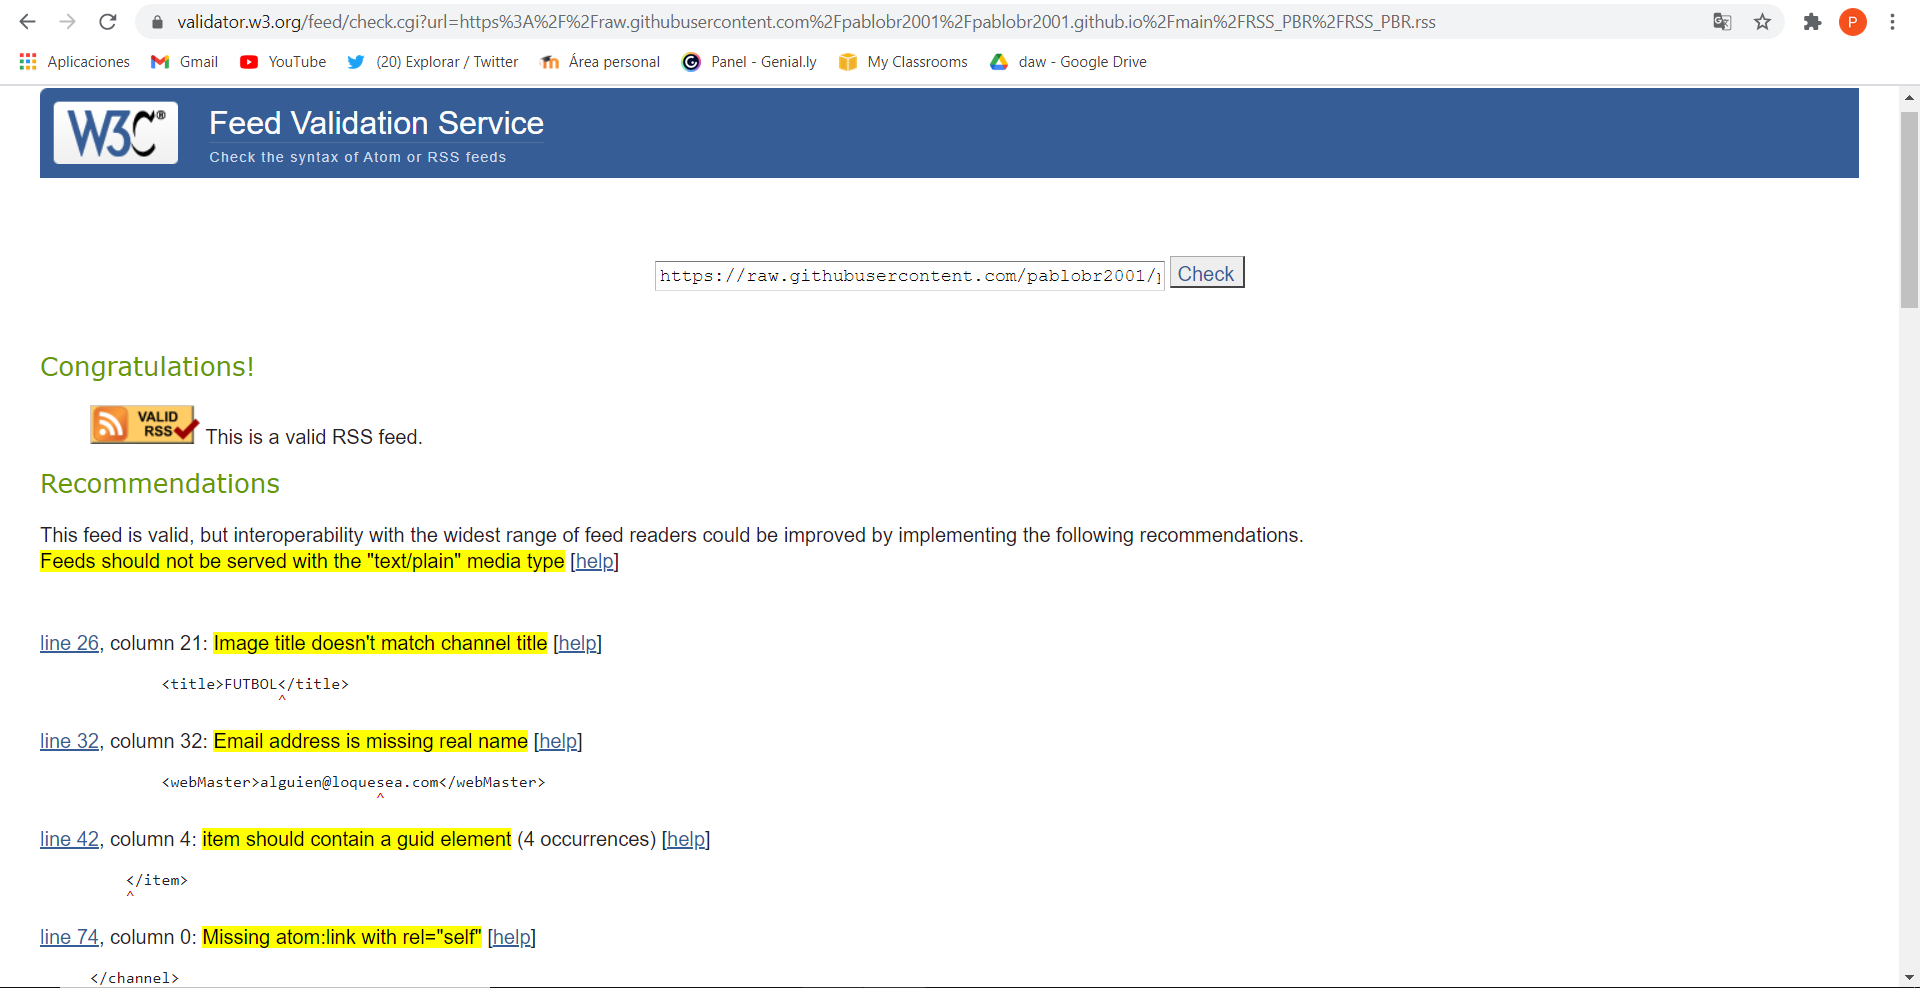 validator.w3.org/feed/check.cgi?url=https%3A%2F%2Fraw.githubusercontent.com%2Fpablobr2001%2Fpablobr2001.github.io%2Fmain%2FRSS_PBR%2FRSS_PBR.rss
P
Aplicaciones Gmail YouTube (20) Explorar / Twitter Área personal Panel - Genial.ly My Classrooms daw - Google Drive
W3C® Feed Validation Service
Check the syntax of Atom or RSS feeds
https://raw.githubusercontent.com/pablobr2001/p Check
Congratulations!
VALID RSS This is a valid RSS feed.
Recommendations
This feed is valid, but interoperability with the widest range of feed readers could be improved by implementing the following recommendations.
Feeds should not be served with the "text/plain" media type [help]
line 26, column 21: Image title doesn't match channel title [help]
<title>FUTBOL</title>
^
line 32, column 32: Email address is missing real name [help]
<webMaster>alguien@loquesea.com</webMaster>
^
line 42, column 4: item should contain a guid element (4 occurrences) [help]
</item>
^
line 74, column 0: Missing atom:link with rel="self" [help]
</channel>